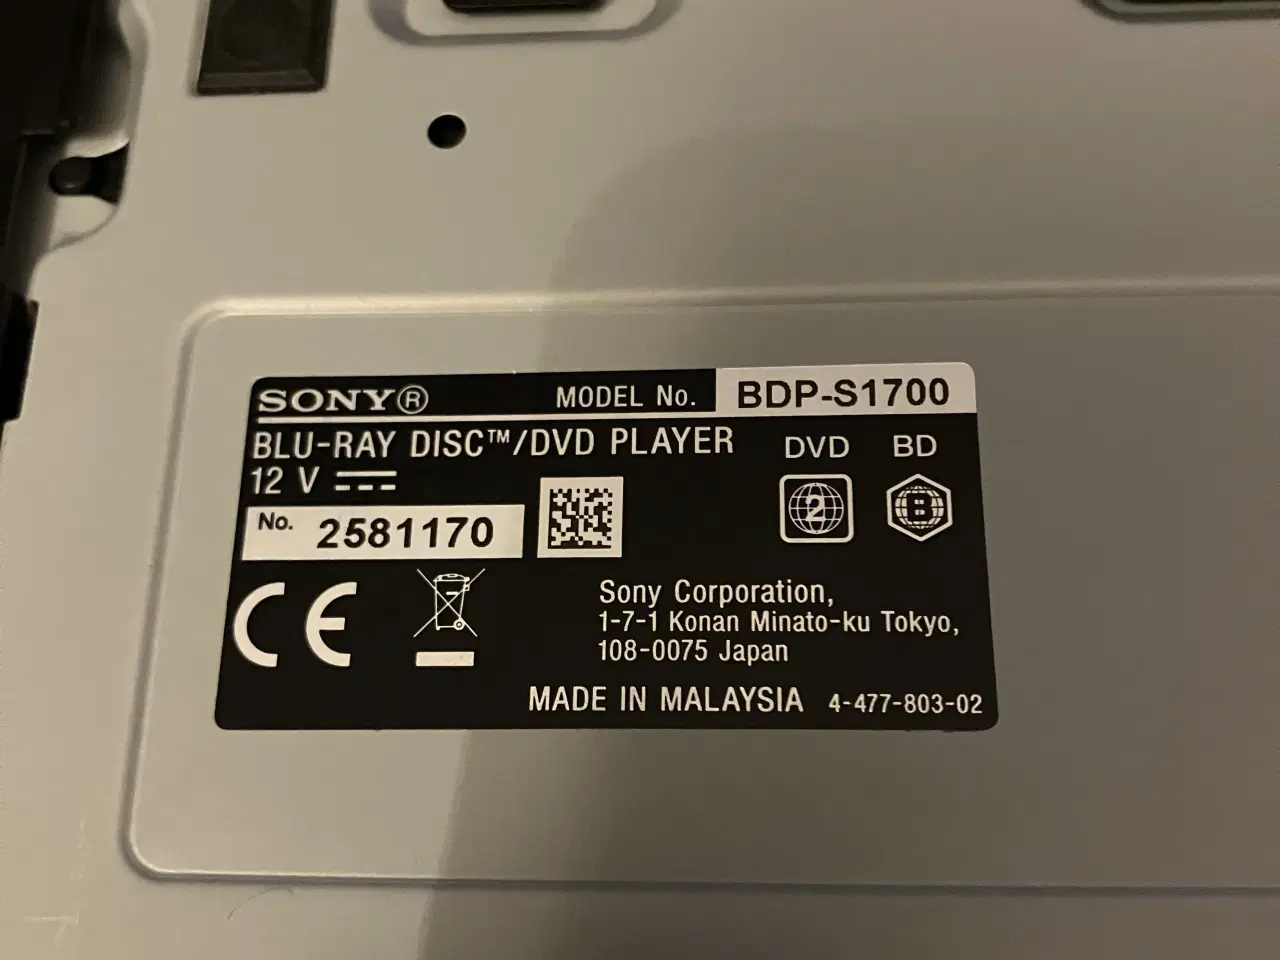 SONY® MODEL No. BDP-S1700
BLU-RAY DISC™/DVD PLAYER DVD BD
12 V
2 B
No. 2581170
CE
Sony Corporation,
1-7-1 Konan Minato-ku Tokyo,
108-0075 Japan
MADE IN MALAYSIA 4-477-803-02